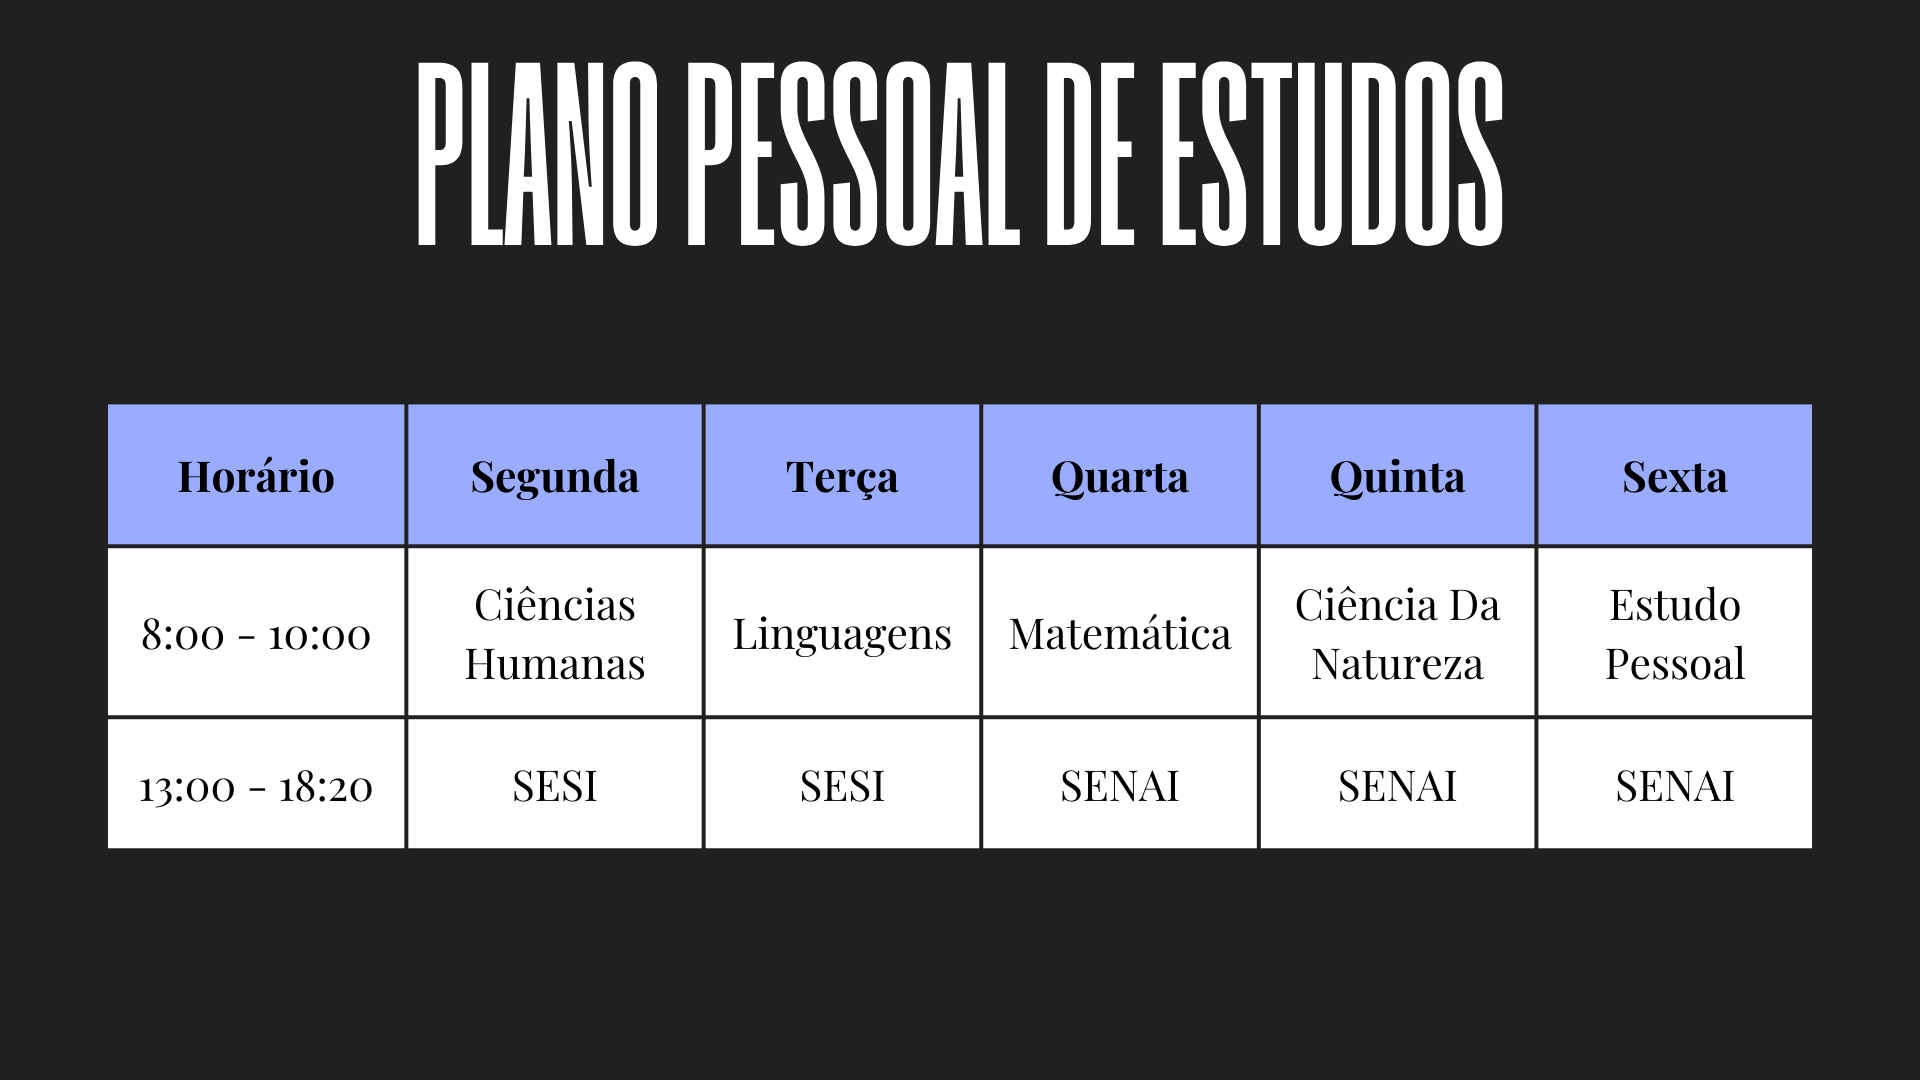 PLANO PESSOAL DE ESTUDOS
Horário Segunda Terça Quarta Quinta Sexta
8:00 - 10:00 Ciências Humanas Linguagens Matemática Ciência Da Natureza Estudo Pessoal
13:00 - 18:20 SESI SESI SENAI SENAI SENAI